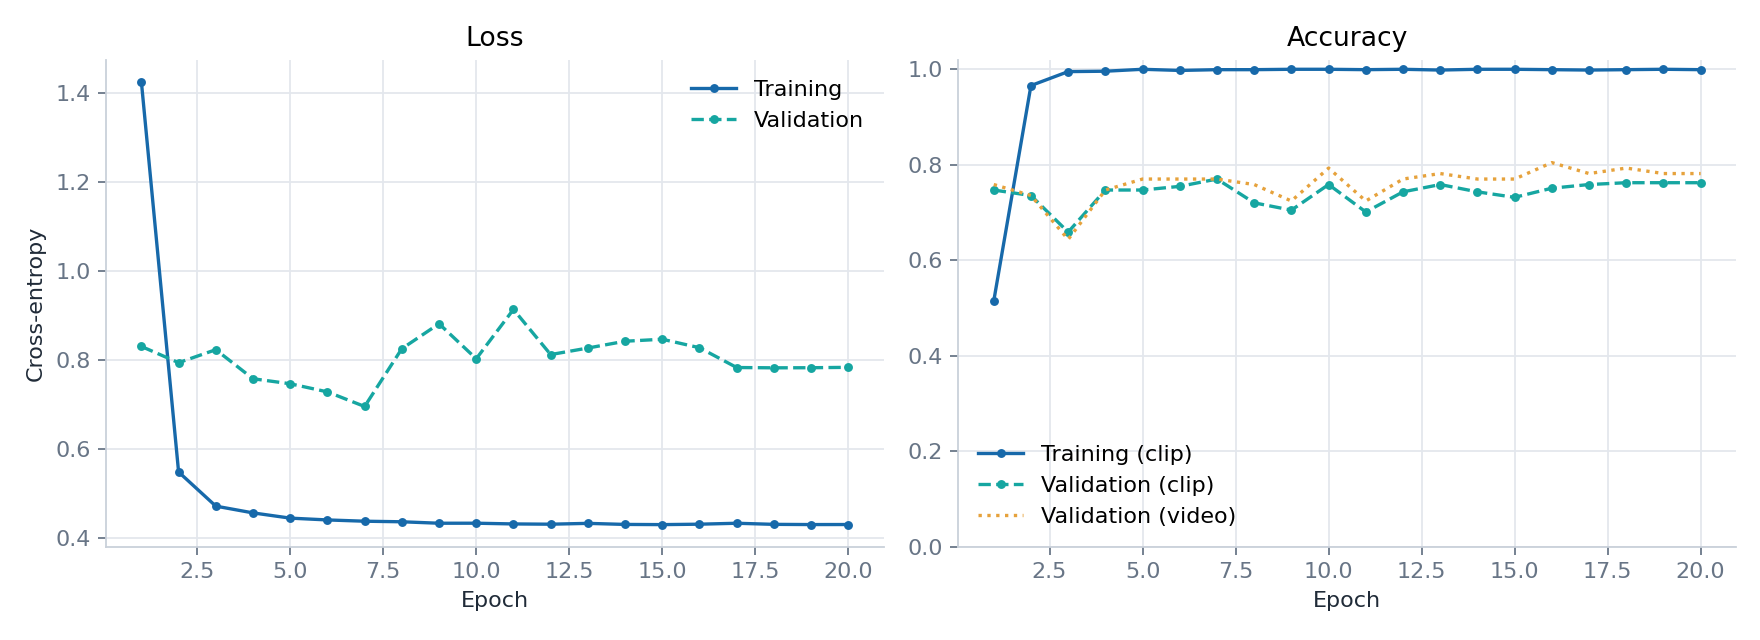 Loss
Cross-entropy
1.4
1.2
1.0
0.8
0.6
0.4
Training
Validation
2.5 5.0 7.5 10.0 12.5 15.0 17.5 20.0
Epoch
Accuracy
1.0
0.8
0.6
0.4
0.2
0.0
Training (clip)
Validation (clip)
Validation (video)
2.5 5.0 7.5 10.0 12.5 15.0 17.5 20.0
Epoch